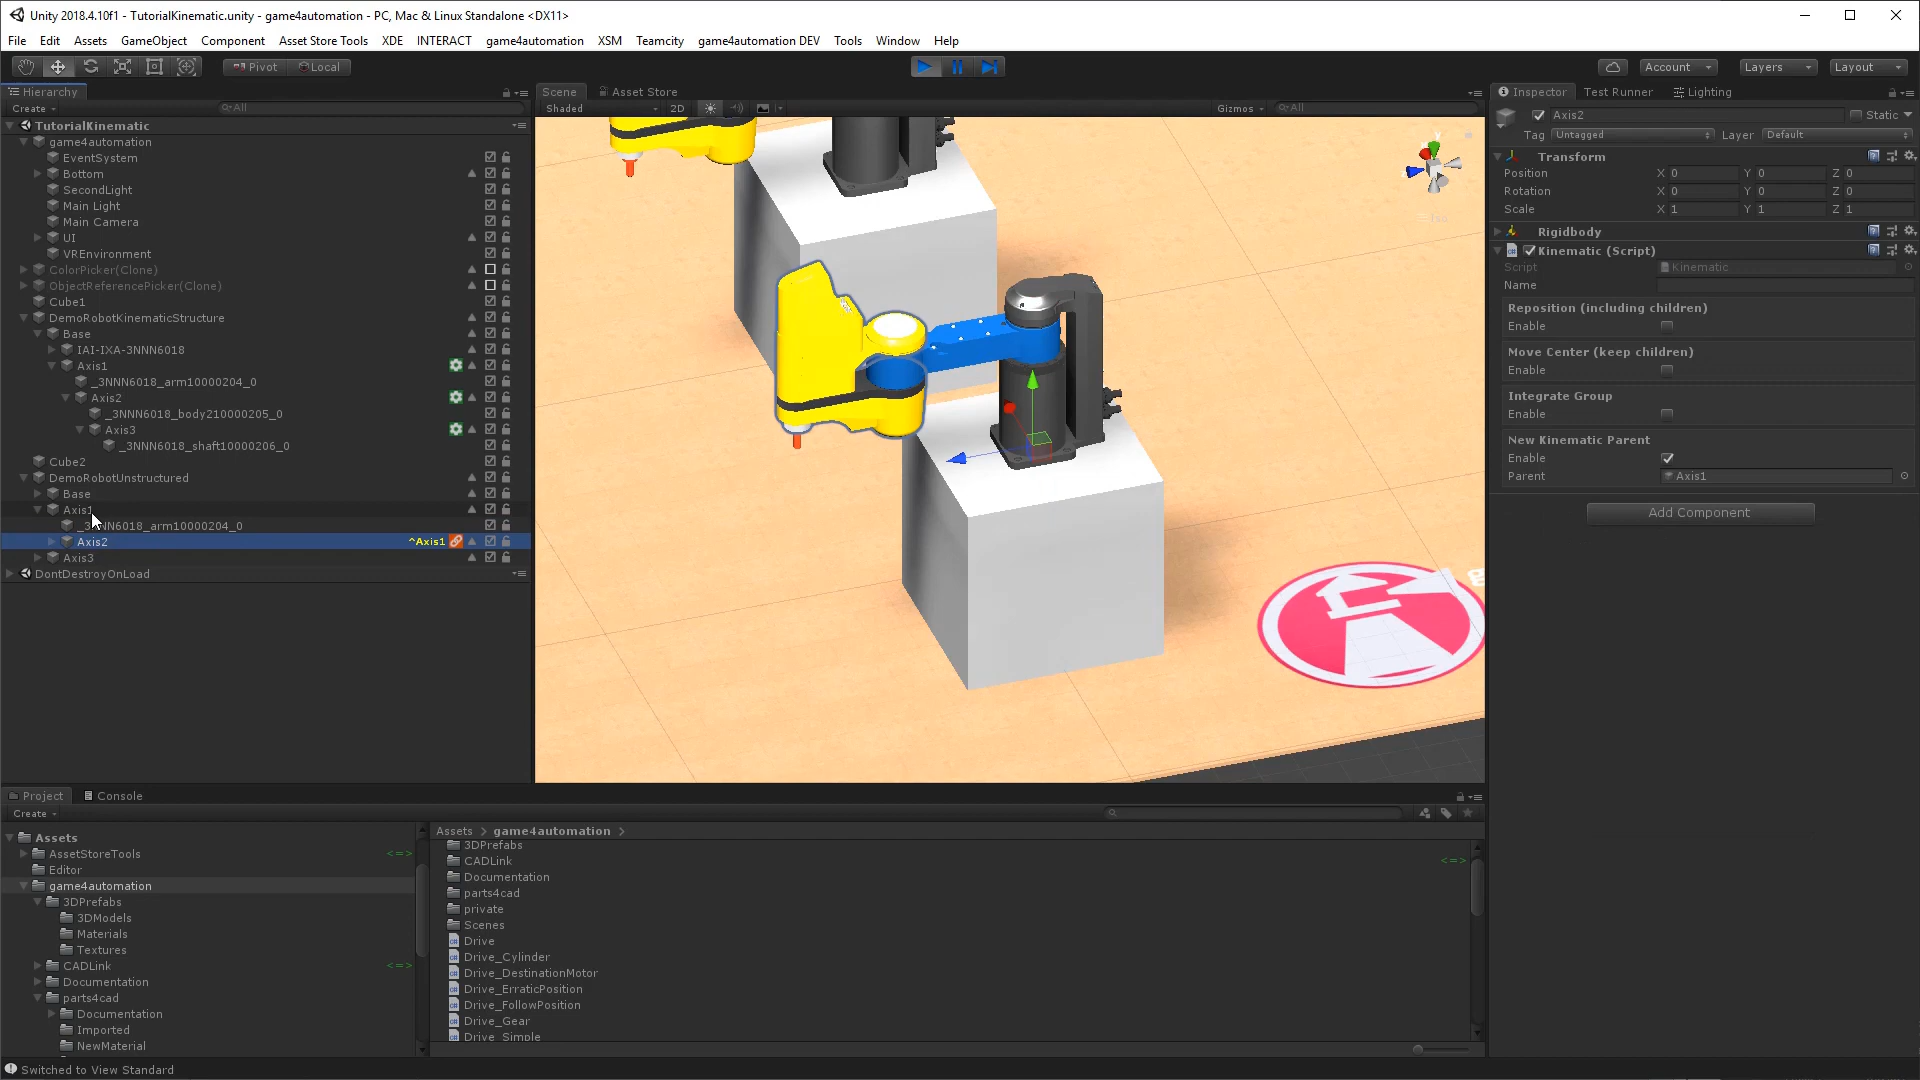 Unity 2018.4.10f1 - TutorialKinematic.unity - game4automation - PC, Mac & Linux Standalone <DX11>
File Edit Assets GameObject Component Asset Store Tools XDE INTERACT game4automation XSM Teamcity game4automation DEV Tools Window Help
Pivot Local Account Layers Layout
Hierarchy
Create All
TutorialKinematic
game4automation
EventSystem
Bottom
SecondLight
Main Light
Main Camera
UI
VREnvironment
ColorPicker(Clone)
ObjectReferencePicker(Clone)
Cube1
DemoRobotKinematicStructure
Base
IAI-IXA-3NNN6018
Axis1
_3NNN6018_arm10000204_0
Axis2
_3NNN6018_body210000205_0
Axis3
_3NNN6018_shaft10000206_0
Cube2
DemoRobotUnstructured
Base
Axis1
_3NNN6018_arm10000204_0
Axis2 ^Axis1
Axis3
DontDestroyOnLoad
Scene Asset Store
Shaded 2D Gizmos All
Inspector Test Runner Lighting
Axis2 Static
Tag Untagged Layer Default
Transform
Position X 0 Y 0 Z 0
Rotation X 0 Y 0 Z 0
Scale X 1 Y 1 Z 1
Rigidbody
Kinematic (Script)
Script Kinematic
Name
Reposition (including children)
Enable
Move Center (keep children)
Enable
Integrate Group
Enable
New Kinematic Parent
Enable
Parent Axis1
Add Component
Project Console
Create
Assets
AssetStoreTools <=>
Editor
game4automation
3DPrefabs
3DModels
Materials
Textures
CADLink <=>
Documentation
parts4cad
Documentation
Imported
NewMaterial
Assets > game4automation >
3DPrefabs
CADLink <=>
Documentation
parts4cad
private
Scenes
Drive
Drive_Cylinder
Drive_DestinationMotor
Drive_ErraticPosition
Drive_FollowPosition
Drive_Gear
Drive_Simple
Switched to View Standard